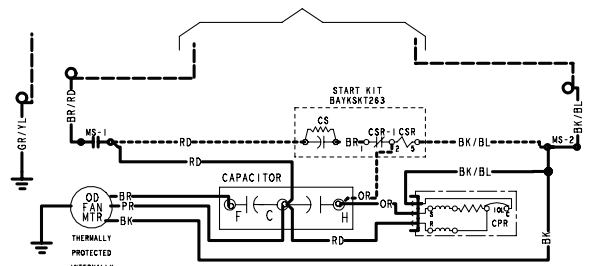 START KIT
BAYKSKT263
BR/RD
GR/YL
MS-1
RD
CS
BR
CSR-1
CSR
2
5
BK/BL
MS-2
BK/BL
RD
BK/BL
CAPACITOR
OR
OD
FAN
MTR
BR
PR
BK
F
C
H
OR
S
R
IOL
C
CPR
RD
BK
THERMALLY
PROTECTED
INTERNALLY